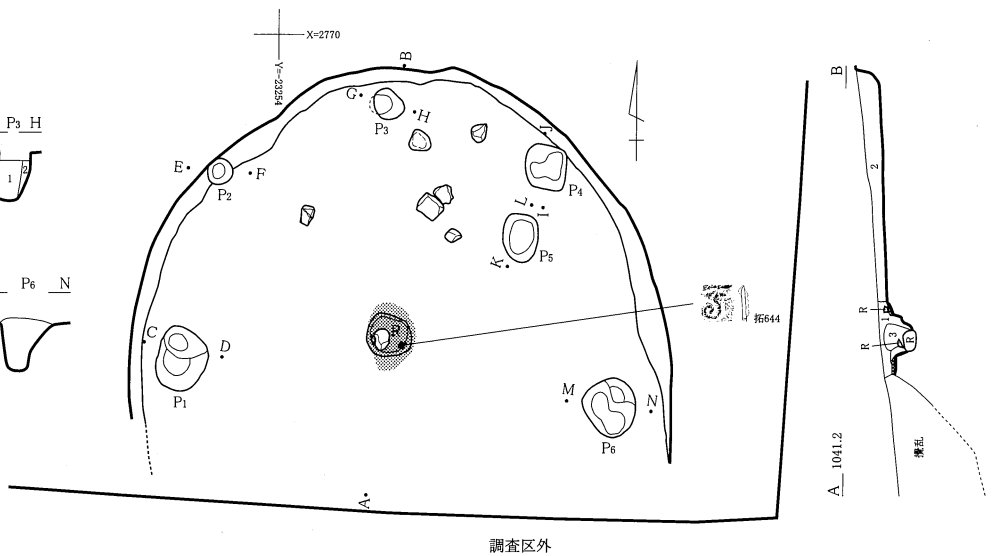 X=2770
Y=-23254
B
G
P3
H
J
E
F
P2
P4
L
I
P5
K
C
D
P1
R
拓644
M
N
P6
A
調査区外
P3 H
1
2
P6 N
B
2
R
1
3
R
R
A 1041.2
攪乱